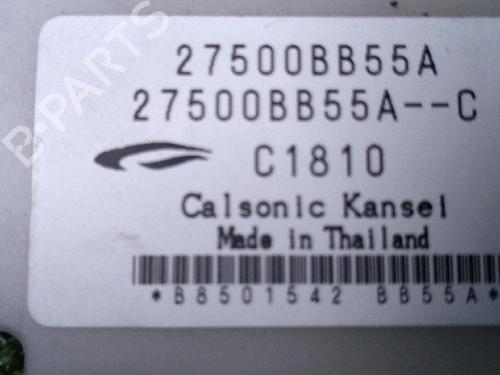 B-PARTS
27500BB55A
27500BB55A--C
C1810
Calsonic Kansei
Made in Thailand
*B8501542 BB55A*